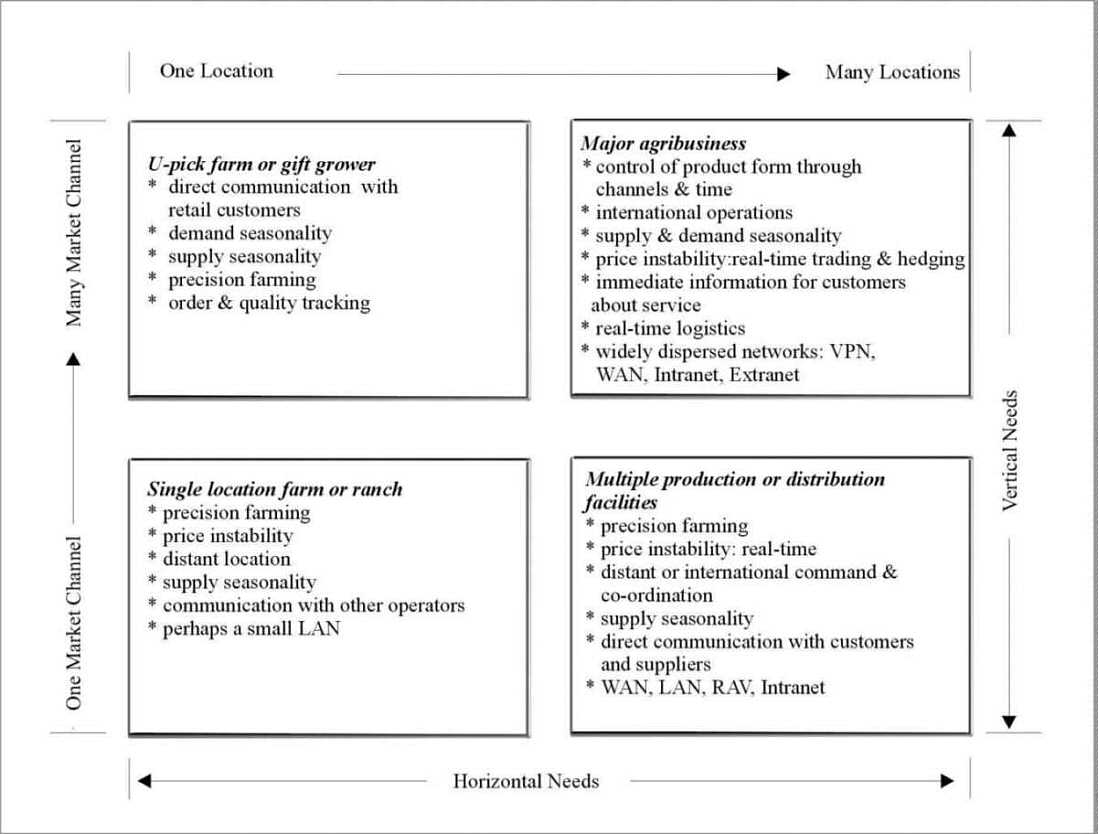 One Location
Many Locations
Many Market Channel
U-pick farm or gift grower
* direct communication with
retail customers
* demand seasonality
* supply seasonality
* precision farming
* order & quality tracking
Major agribusiness
* control of product form through
channels & time
* international operations
* supply & demand seasonality
* price instability:real-time trading & hedging
* immediate information for customers
about service
* real-time logistics
* widely dispersed networks: VPN,
WAN, Intranet, Extranet
One Market Channel
Single location farm or ranch
* precision farming
* price instability
* distant location
* supply seasonality
* communication with other operators
* perhaps a small LAN
Multiple production or distribution
facilities
* precision farming
* price instability: real-time
* distant or international command &
co-ordination
* supply seasonality
* direct communication with customers
and suppliers
* WAN, LAN, RAV, Intranet
Vertical Needs
Horizontal Needs